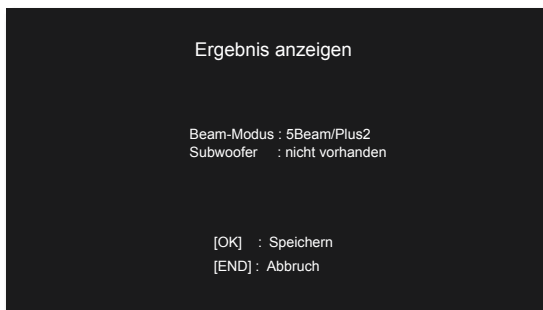 Ergebnis anzeigen
Beam-Modus : 5Beam/Plus2
Subwoofer : nicht vorhanden
[OK] : Speichern
[END] : Abbruch